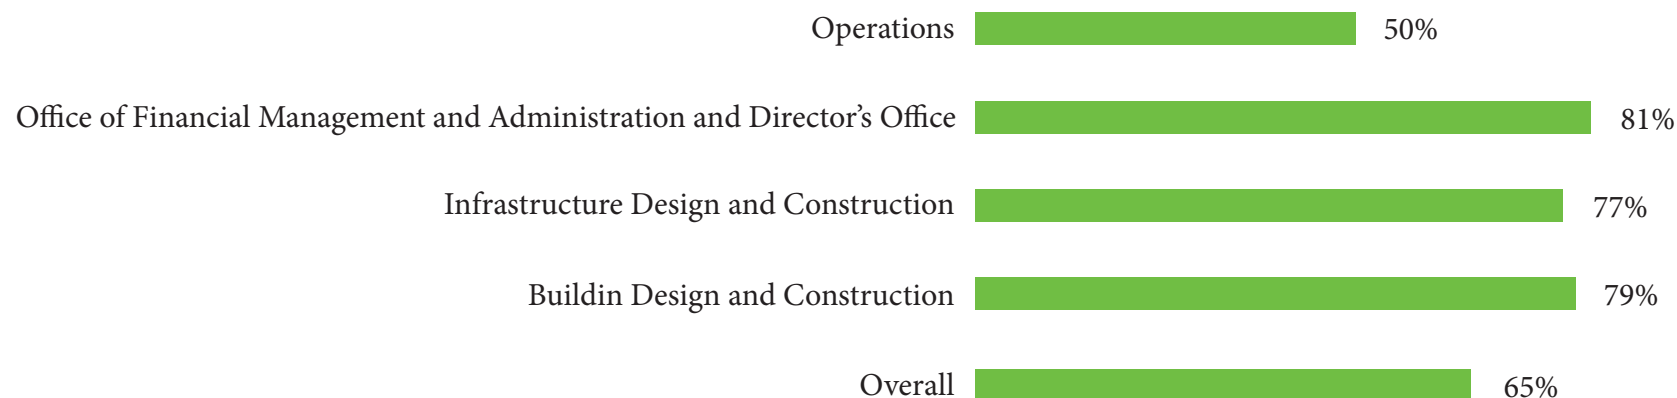 Operations 50%
Office of Financial Management and Administration and Director’s Office 81%
Infrastructure Design and Construction 77%
Buildin Design and Construction 79%
Overall 65%